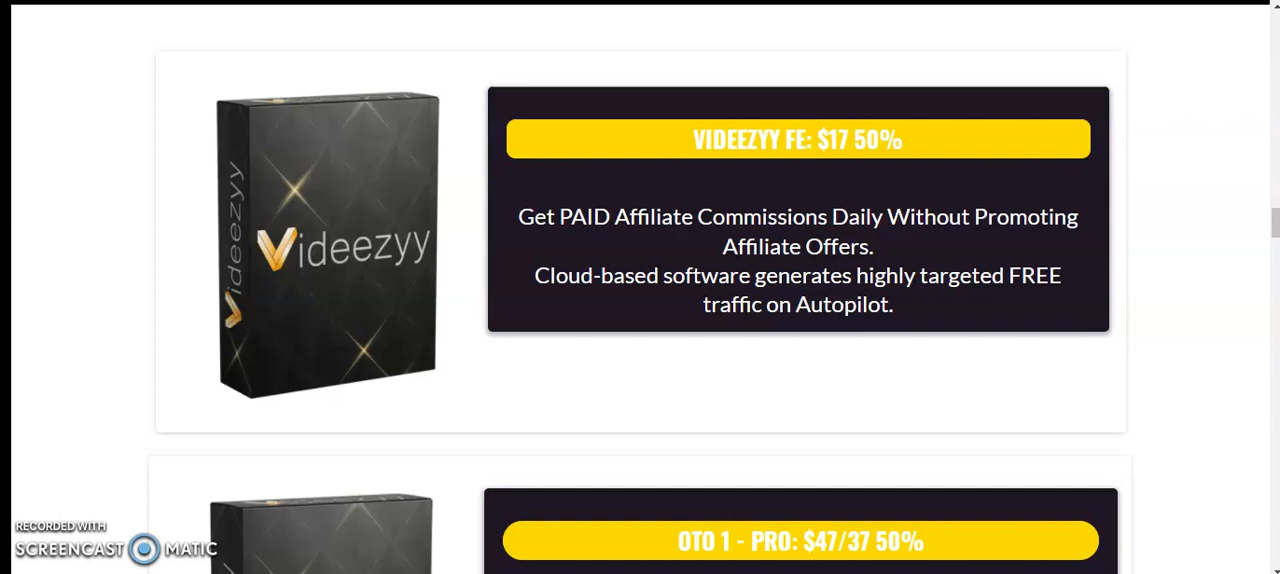 VIDEEZYY FE: $17 50%
Videezyy
Videezyy
Get PAID Affiliate Commissions Daily Without Promoting
Affiliate Offers.
Cloud-based software generates highly targeted FREE
traffic on Autopilot.
OTO 1 - PRO: $47/37 50%
RECORDED WITH
SCREENCAST MATIC